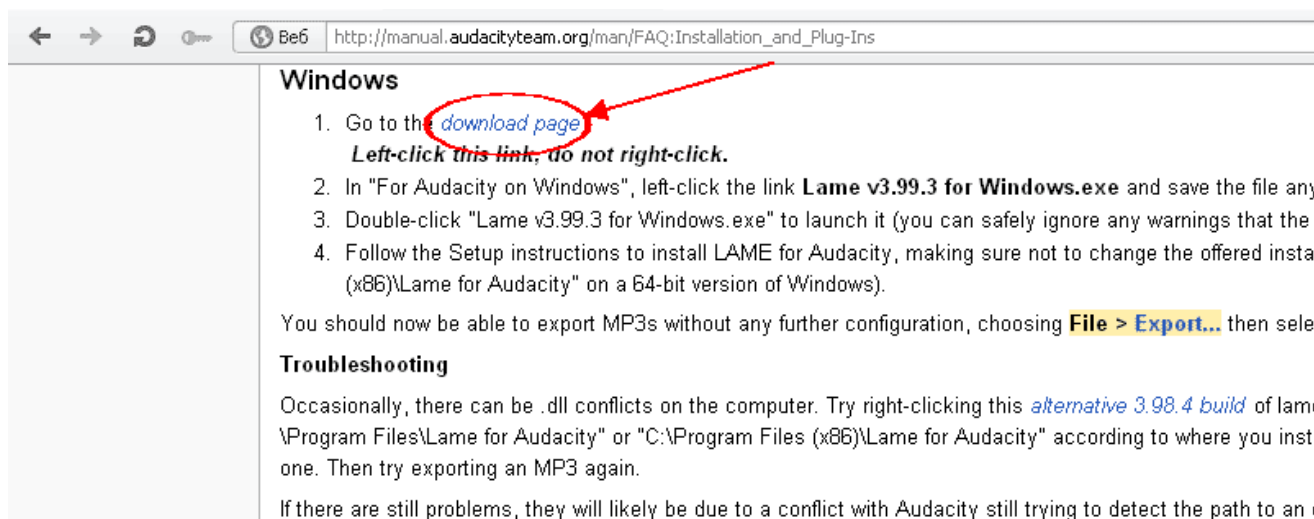 Веб http://manual.audacityteam.org/man/FAQ:Installation_and_Plug-Ins
Windows
1. Go to the download page
Left-click this link, do not right-click.
2. In "For Audacity on Windows", left-click the link Lame v3.99.3 for Windows.exe and save the file any
3. Double-click "Lame v3.99.3 for Windows.exe" to launch it (you can safely ignore any warnings that the
4. Follow the Setup instructions to install LAME for Audacity, making sure not to change the offered insta
(x86)\Lame for Audacity" on a 64-bit version of Windows).
You should now be able to export MP3s without any further configuration, choosing File > Export... then sele
Troubleshooting
Occasionally, there can be .dll conflicts on the computer. Try right-clicking this alternative 3.98.4 build of lame
\Program Files\Lame for Audacity" or "C:\Program Files (x86)\Lame for Audacity" according to where you inst
one. Then try exporting an MP3 again.
If there are still problems, they will likely be due to a conflict with Audacity still trying to detect the path to an